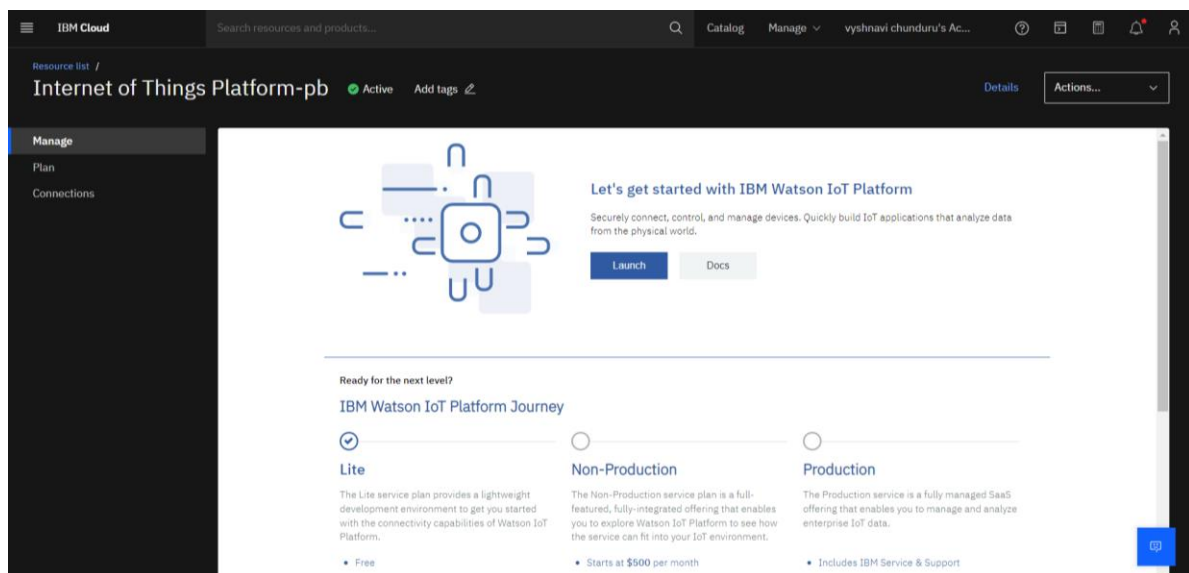 IBM Cloud
Search resources and products...
Catalog
Manage
vyshnavi chunduru's Ac...
Resource list /
Internet of Things Platform-pb
Active
Add tags
Details
Actions...
Manage
Plan
Connections
Let's get started with IBM Watson IoT Platform
Securely connect, control, and manage devices. Quickly build IoT applications that analyze data
from the physical world.
Launch
Docs
Ready for the next level?
IBM Watson IoT Platform Journey
Lite
The Lite service plan provides a lightweight
development environment to get you started
with the connectivity capabilities of Watson IoT
Platform.
• Free
Non-Production
The Non-Production service plan is a full-
featured, fully-integrated offering that enables
you to explore Watson IoT Platform to see how
the service can fit into your IoT environment.
• Starts at $500 per month
Production
The Production service is a fully managed SaaS
offering that enables you to manage and analyze
enterprise IoT data.
• Includes IBM Service & Support